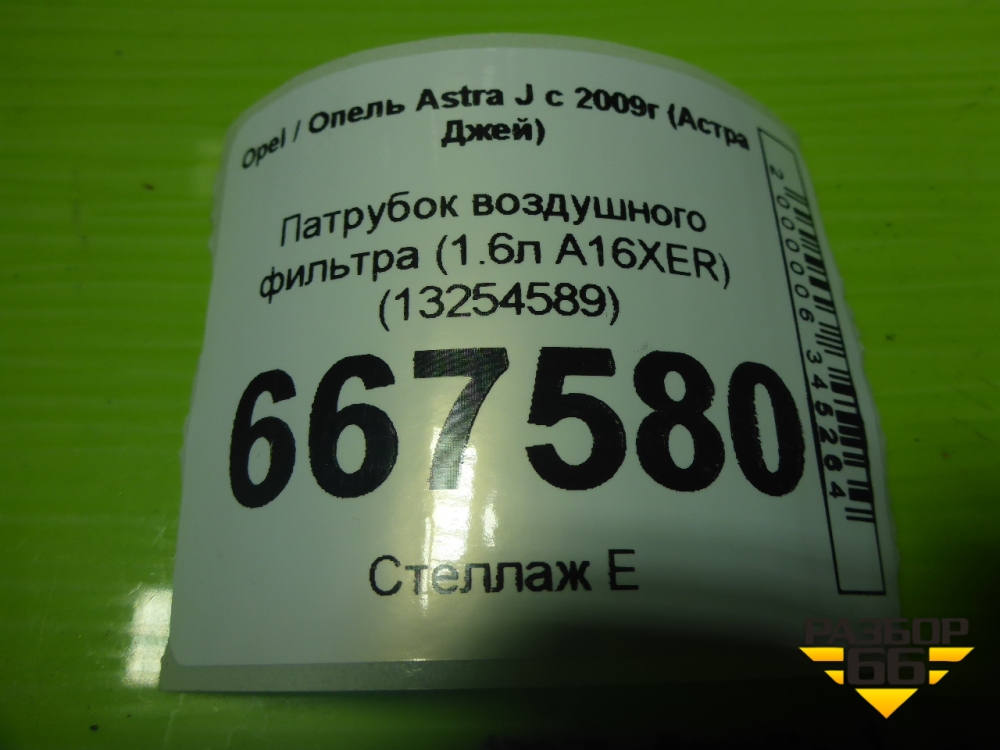 Opel / Опель Astra J с 2009г (Астра
Джей)
Патрубок воздушного
фильтра (1.6л A16XER)
(13254589)
667580
Стеллаж Е
2000006345264
РАЗБОР
66